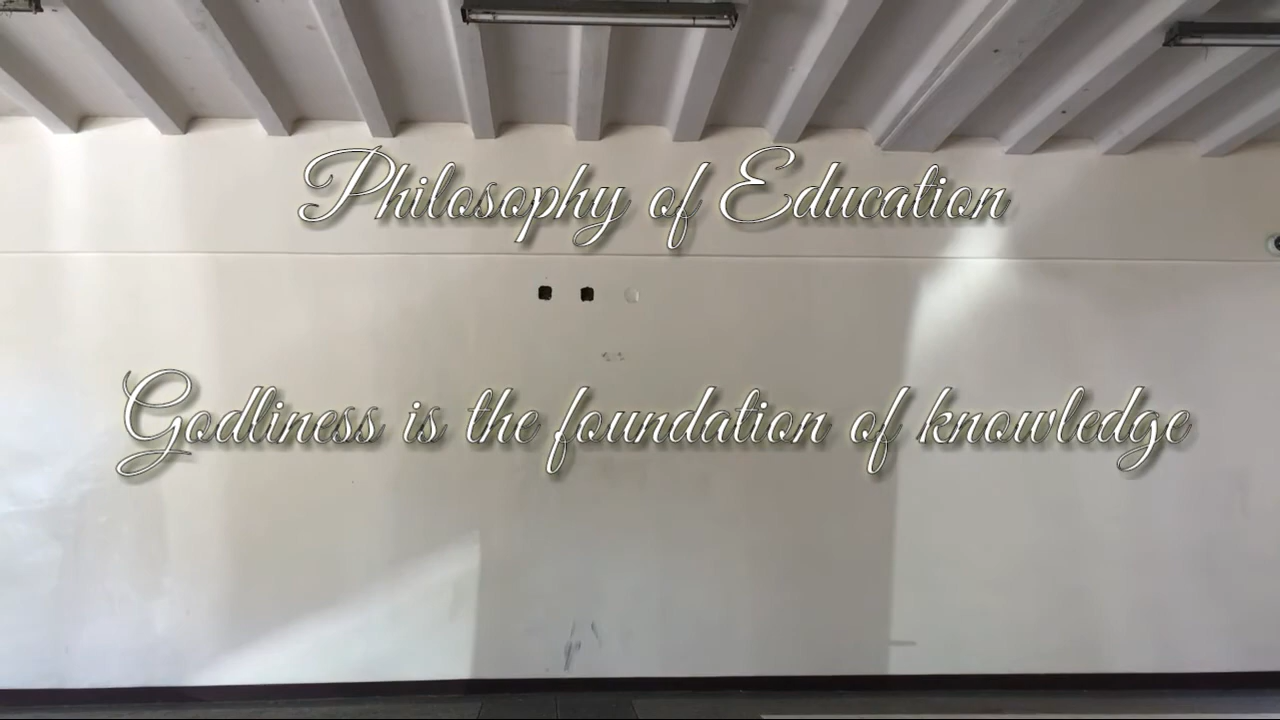 Philosophy of Education
Godliness is the foundation of knowledge